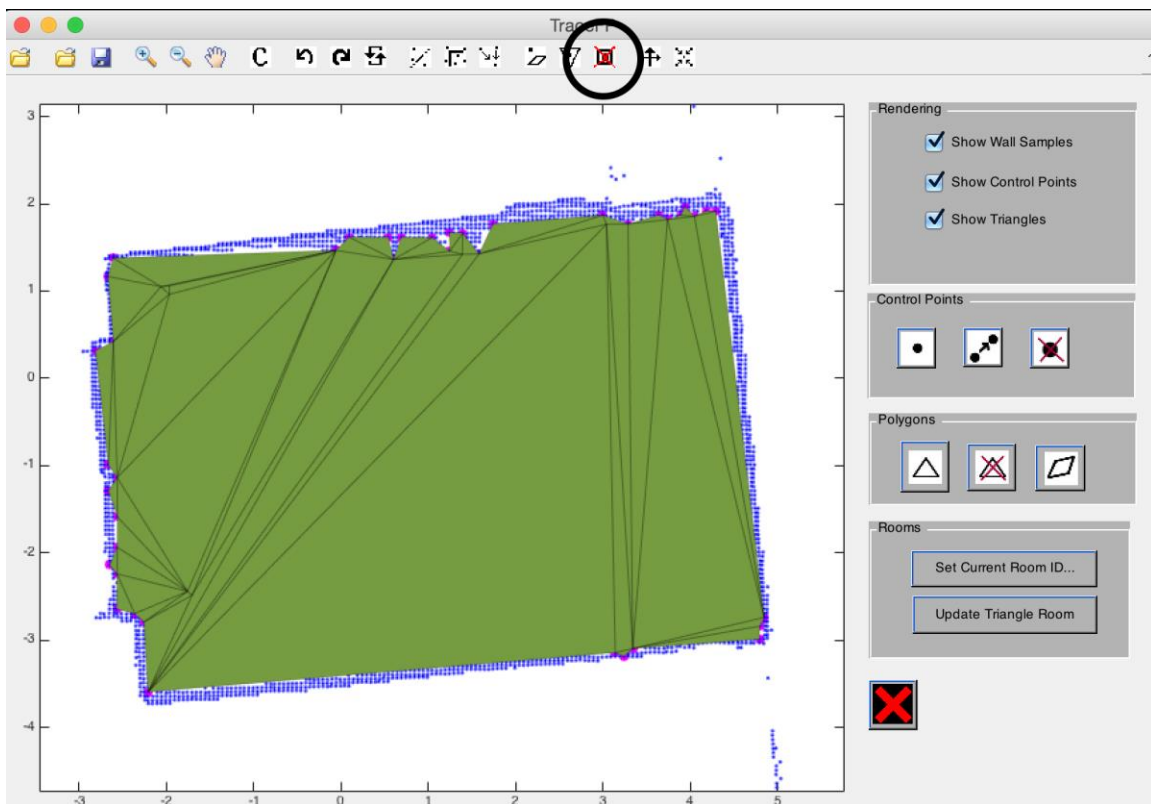 C
Rendering
Show Wall Samples
Show Control Points
Show Triangles
Control Points
Polygons
Rooms
Set Current Room ID...
Update Triangle Room
3
2
1
0
-1
-2
-3
-4
-3 -2 -1 0 1 2 3 4 5